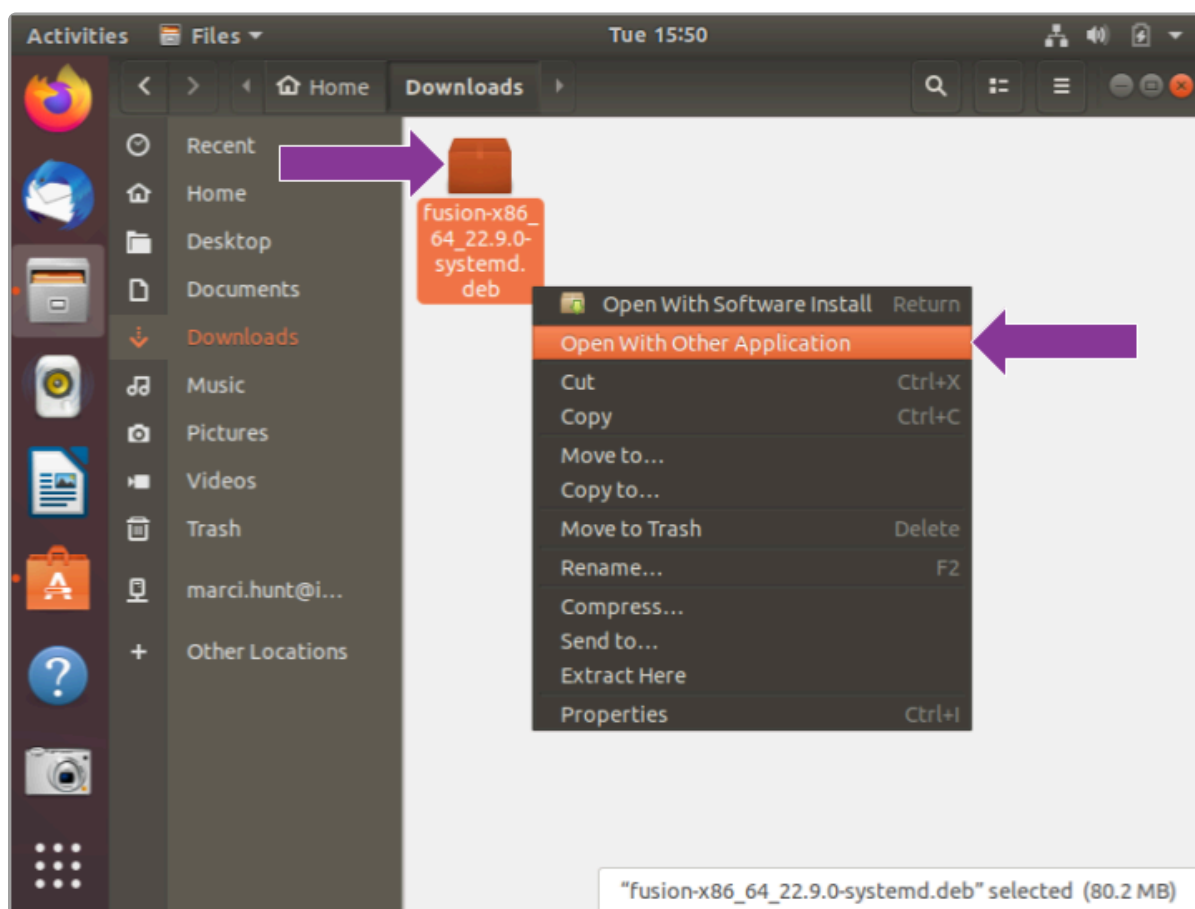 Activities Files Tue 15:50
Home Downloads
Recent
Home
Desktop
Documents
Downloads
Music
Pictures
Videos
Trash
marci.hunt@i...
Other Locations
fusion-x86_
64_22.9.0-
systemd.
deb
Open With Software Install Return
Open With Other Application
Cut Ctrl+X
Copy Ctrl+C
Move to...
Copy to...
Move to Trash Delete
Rename... F2
Compress...
Send to...
Extract Here
Properties Ctrl+I
"fusion-x86_64_22.9.0-systemd.deb" selected (80.2 MB)